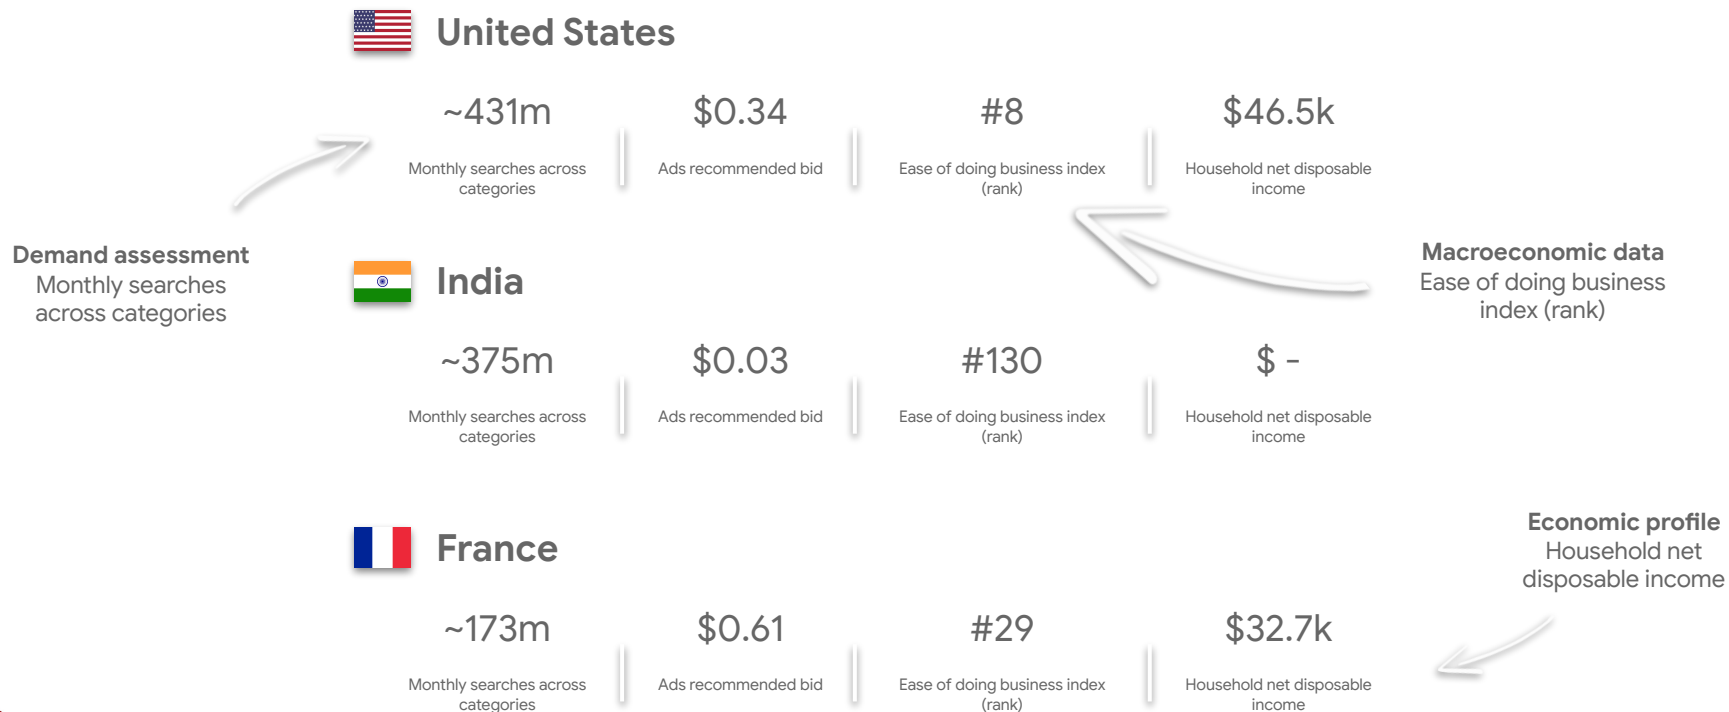 United States
~431m
$0.34
#8
$46.5k
Monthly searches across
categories
Ads recommended bid
Ease of doing business index
(rank)
Household net disposable
income
Demand assessment
Monthly searches
across categories
Macroeconomic data
Ease of doing business
index (rank)
India
~375m
$0.03
#130
$ -
Monthly searches across
categories
Ads recommended bid
Ease of doing business index
(rank)
Household net disposable
income
Economic profile
Household net
disposable income
France
~173m
$0.61
#29
$32.7k
Monthly searches across
categories
Ads recommended bid
Ease of doing business index
(rank)
Household net disposable
income